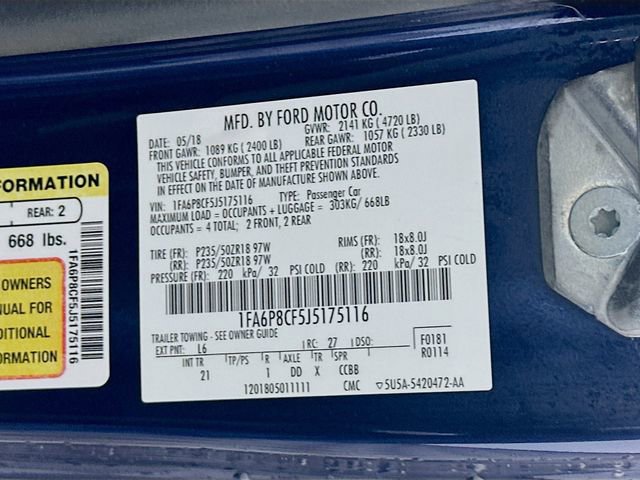 MFD. BY FORD MOTOR CO.
DATE: 05/18 GVWR: 2141 KG ( 4720 LB)
FRONT GAWR: 1089 KG ( 2400 LB) REAR GAWR: 1057 KG ( 2330 LB)
THIS VEHICLE CONFORMS TO ALL APPLICABLE FEDERAL MOTOR
VEHICLE SAFETY, BUMPER, AND THEFT PREVENTION STANDARDS
IN EFFECT ON THE DATE OF MANUFACTURE SHOWN ABOVE.
VIN: 1FA6P8CF5J5175116 TYPE: Passenger Car
MAXIMUM LOAD = OCCUPANTS + LUGGAGE = 303KG/ 668LB
OCCUPANTS = 4 TOTAL; 2 FRONT, 2 REAR
TIRE (FR): P235/50ZR18 97W RIMS (FR): 18x8.0J
(RR): P235/50ZR18 97W (RR): 18x8.0J
PRESSURE (FR): 220 kPa/ 32 PSI COLD (RR): 220 kPa/ 32 PSI COLD
1FA6P8CF5J5175116
TRAILER TOWING - SEE OWNER GUIDE
EXT PNT: L6 RC: 27 DSO: F0181
INT TR TP/PS R AXLE TR SPR R0114
21 1 DD X CCBB
1201805011111 CMC ▽5U5A-5420472-AA
FORMATION
REAR: 2
668 lbs.
OWNERS
NUAL FOR
DITIONAL
FORMATION
1FA6P8CF5J5175116